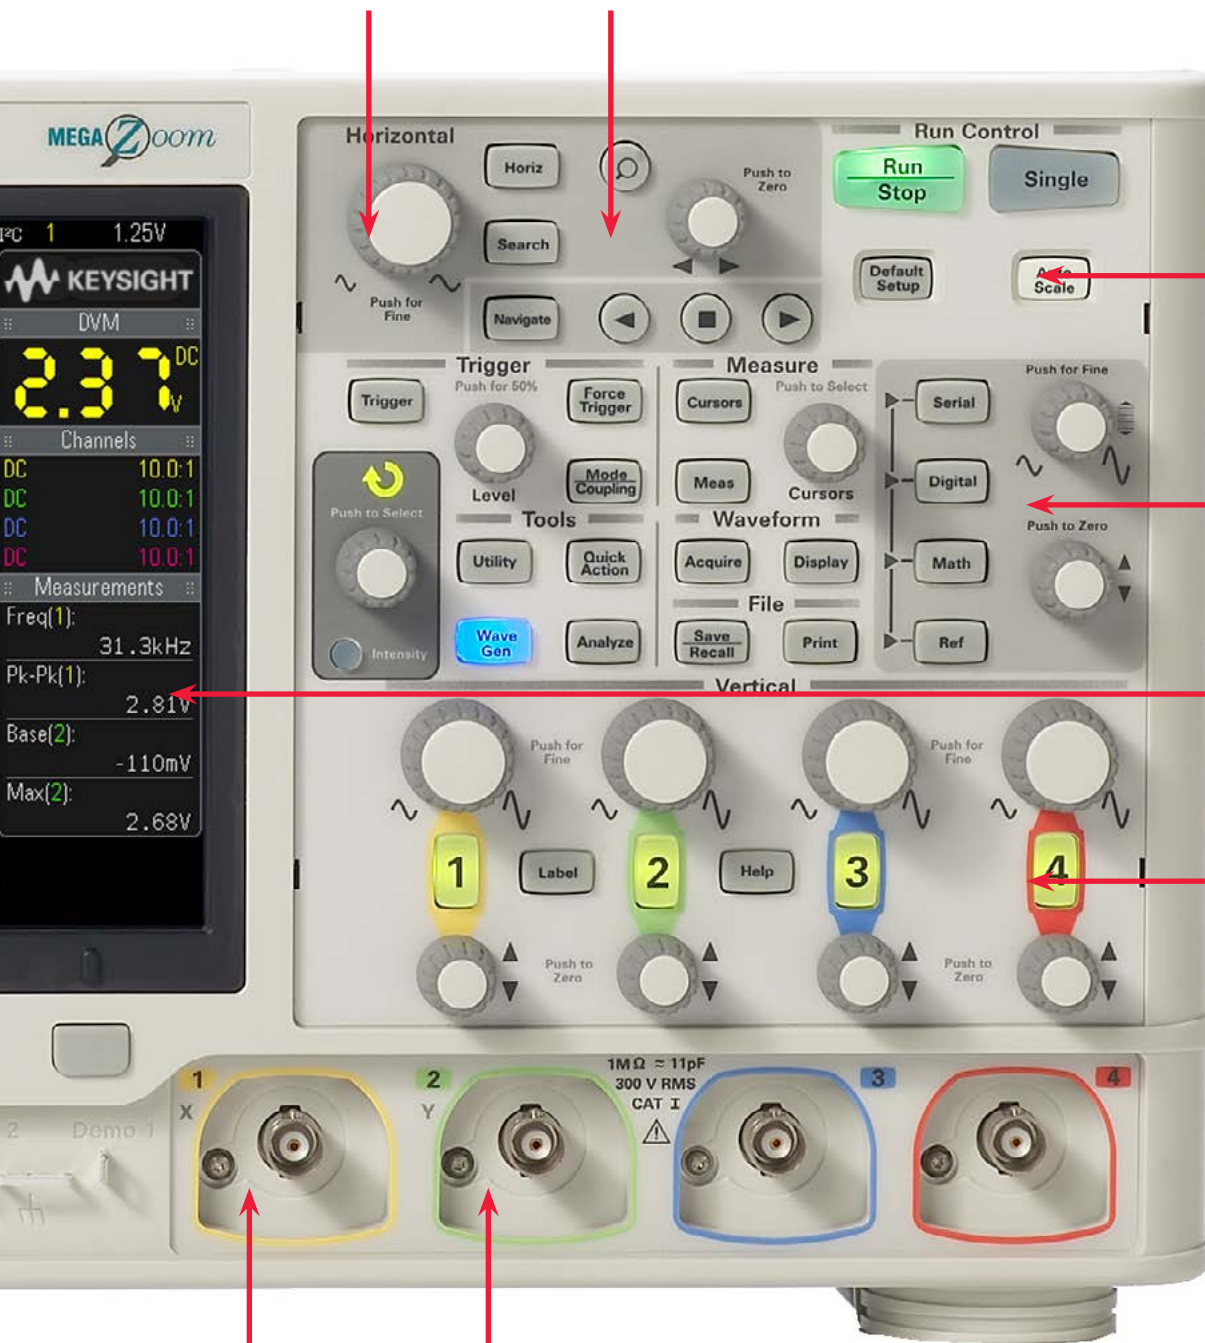 MEGA Zoom
I²C 1 1.25V
KEYSIGHT
DVM
2.37 DC
V
Channels
DC 10.0:1
DC 10.0:1
DC 10.0:1
DC 10.0:1
Measurements
Freq(1):
31.3kHz
Pk-Pk(1):
2.81V
Base(2):
-110mV
Max(2):
2.68V
Horizontal
Horiz
Search
Navigate
Push for
Fine
Push to
Zero
Run Control
Run
Stop
Single
Default
Setup
Auto
Scale
Trigger
Trigger
Push for 50%
Force
Trigger
Level
Mode
Coupling
Measure
Cursors
Push to Select
Meas
Cursors
Push to Select
Intensity
Tools
Utility
Quick
Action
Wave
Gen
Analyze
Waveform
Acquire
Display
File
Save
Recall
Print
Serial
Digital
Math
Ref
Push for Fine
Push to Zero
Vertical
Push for
Fine
Push for
Fine
1
Label
2
Help
3
4
Push to
Zero
Push to
Zero
2 Demo 1
1
X
2
Y
1MΩ ≈ 11pF
300 V RMS
CAT I
3
4